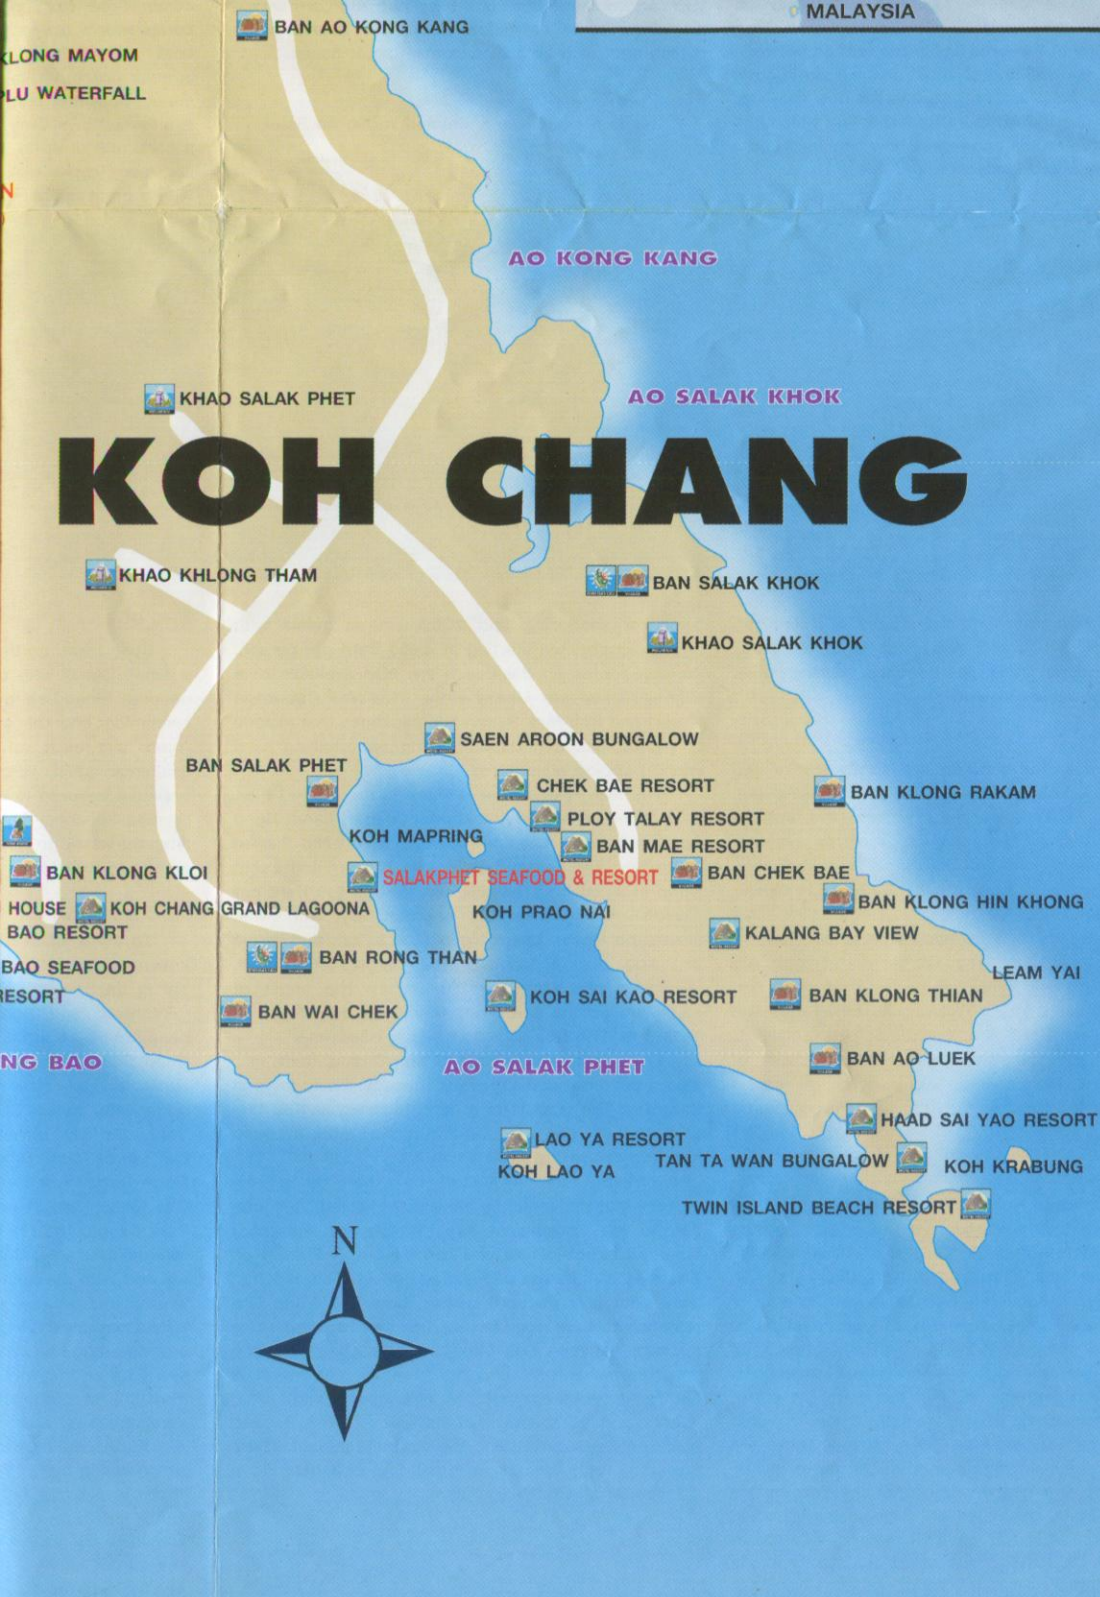 MALAYSIA
BAN AO KONG KANG
KLONG MAYOM
PLU WATERFALL
N
AO KONG KANG
KHAO SALAK PHET
AO SALAK KHOK
KOH CHANG
KHAO KHLONG THAM
BAN SALAK KHOK
KHAO SALAK KHOK
SAEN AROON BUNGALOW
BAN SALAK PHET
CHEK BAE RESORT
BAN KLONG RAKAM
PLOY TALAY RESORT
KOH MAPRING
BAN MAE RESORT
BAN KLONG KLOI
SALAKPHET SEAFOOD & RESORT
BAN CHEK BAE
HOUSE
KOH CHANG GRAND LAGOONA
KOH PRAO NAI
BAN KLONG HIN KHONG
BAO RESORT
KALANG BAY VIEW
BAO SEAFOOD
BAN RONG THAN
LEAM YAI
RESORT
KOH SAI KAO RESORT
BAN KLONG THIAN
BAN WAI CHEK
NG BAO
AO SALAK PHET
BAN AO LUEK
HAAD SAI YAO RESORT
LAO YA RESORT
TAN TA WAN BUNGALOW
KOH KRABUNG
KOH LAO YA
TWIN ISLAND BEACH RESORT
N